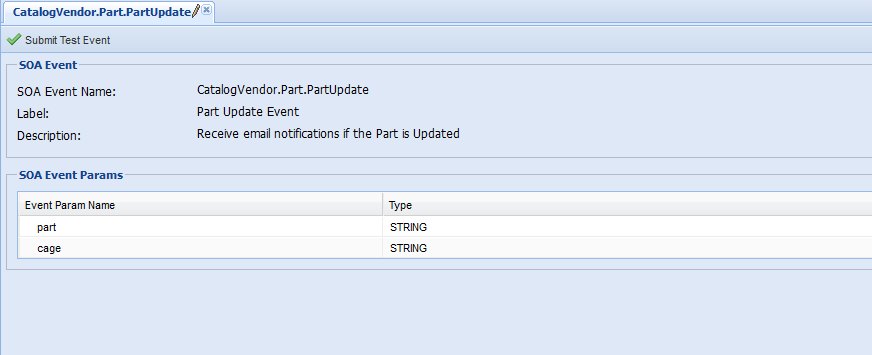 CatalogVendor.Part.PartUpdate
Submit Test Event
SOA Event
SOA Event Name: CatalogVendor.Part.PartUpdate
Label: Part Update Event
Description: Receive email notifications if the Part is Updated
SOA Event Params
Event Param Name Type
part STRING
cage STRING